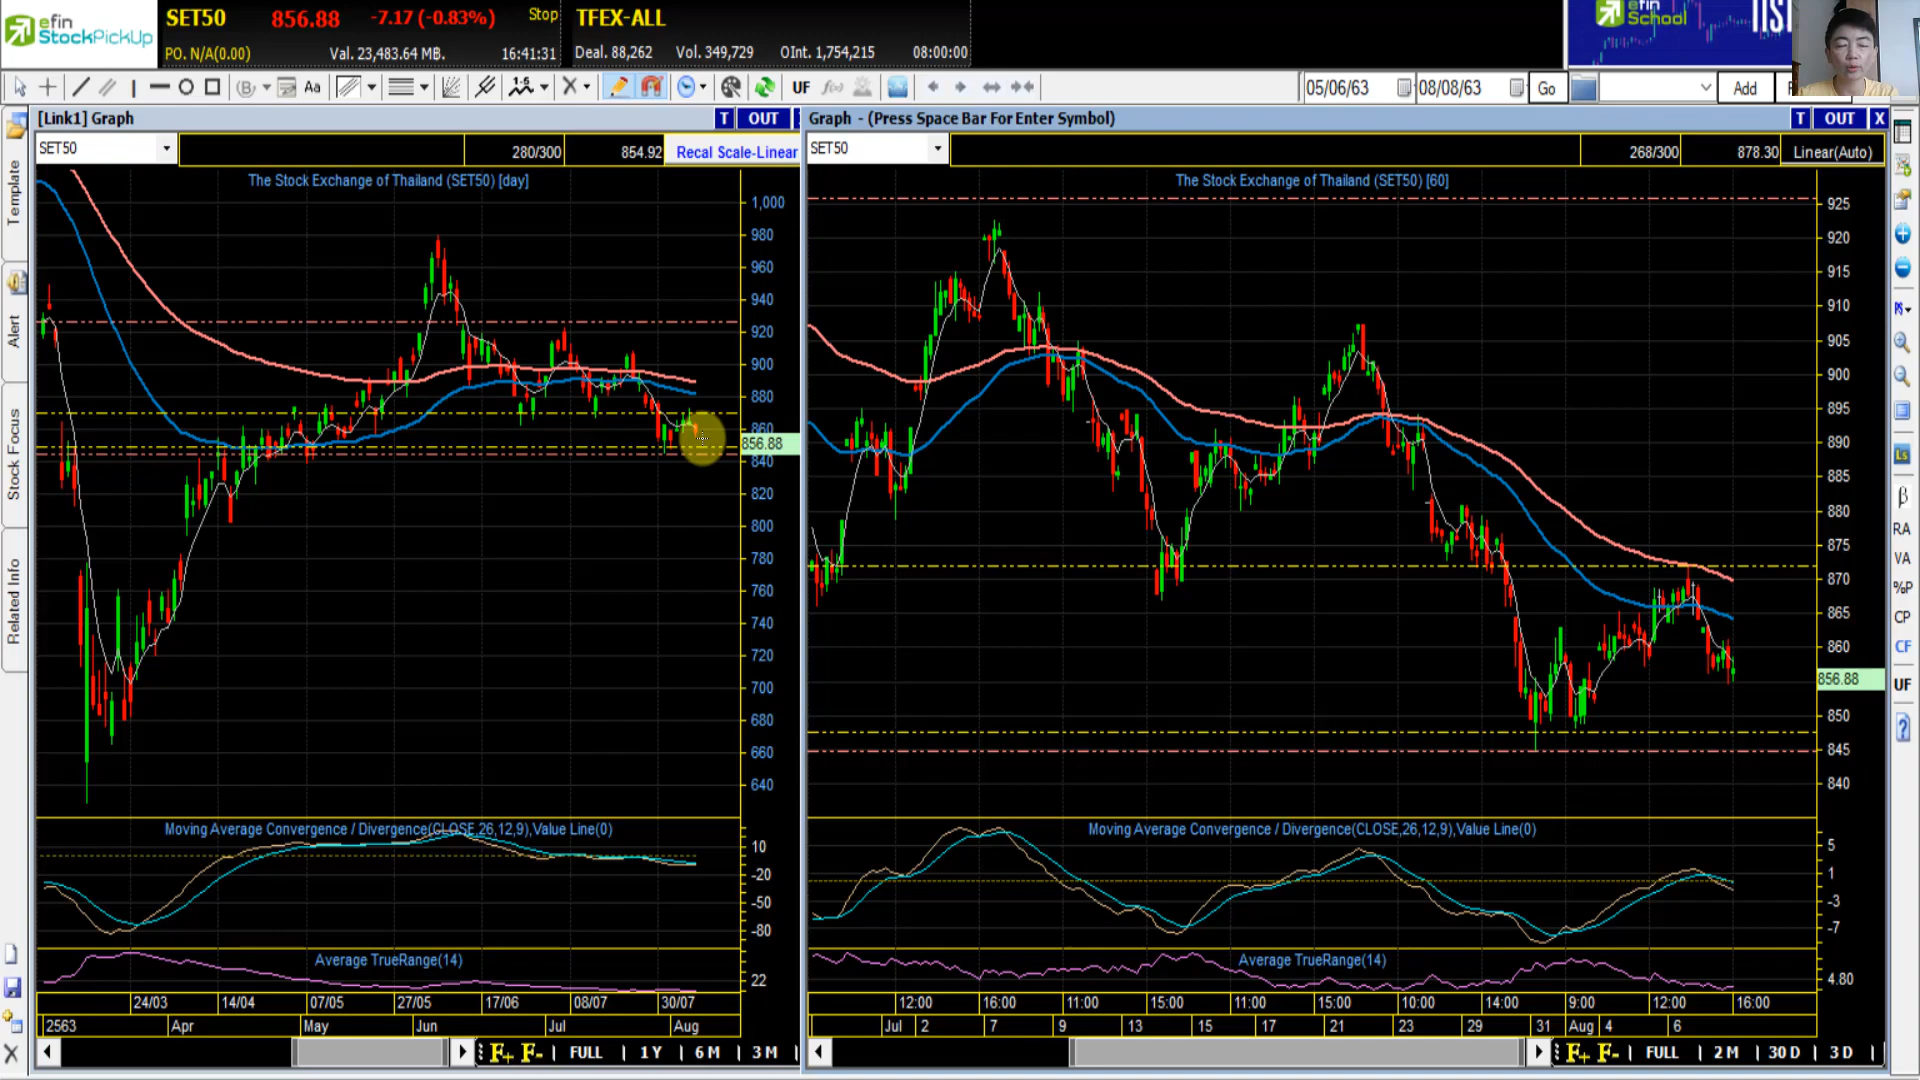 efin
StockPickUp
SET50 856.88 -7.17 (-0.83%) Stop
PO. N/A(0.00) Val. 23,483.64 MB. 16:41:31
TFEX-ALL
Deal. 88,262 Vol. 349,729 OInt. 1,754,215 08:00:00
efin
School
Aa
1-5
UF
f(x)
05/06/63 08/08/63 Go Add
[Link1] Graph T OUT
SET50 280/300 854.92 Recal Scale-Linear
The Stock Exchange of Thailand (SET50) [day]
1,000
980
960
940
920
900
880
860
856.88
840
820
800
780
760
740
720
700
680
660
640
Moving Average Convergence / Divergence(CLOSE,26,12,9),Value Line(0)
10
-20
-50
-80
Average TrueRange(14)
22
24/03 14/04 07/05 27/05 17/06 08/07 30/07
2563 Apr May Jun Jul Aug
F+ F- FULL 1 Y 6 M 3 M
Graph - (Press Space Bar For Enter Symbol) T OUT X
SET50 268/300 878.30 Linear(Auto)
The Stock Exchange of Thailand (SET50) [60]
925
920
915
910
905
900
895
890
885
880
875
870
865
860
856.88
850
845
840
Moving Average Convergence / Divergence(CLOSE,26,12,9),Value Line(0)
5
1
-3
-7
Average TrueRange(14)
4.80
12:00 16:00 11:00 15:00 11:00 15:00 10:00 14:00 9:00 12:00 16:00
Jul 2 7 9 13 15 17 21 23 29 31 Aug 4 6
F+ F- FULL 2 M 30 D 3 D
Template
Alert
Stock Focus
Related Info
Ls
β
RA
VA
%P
CP
CF
UF
?